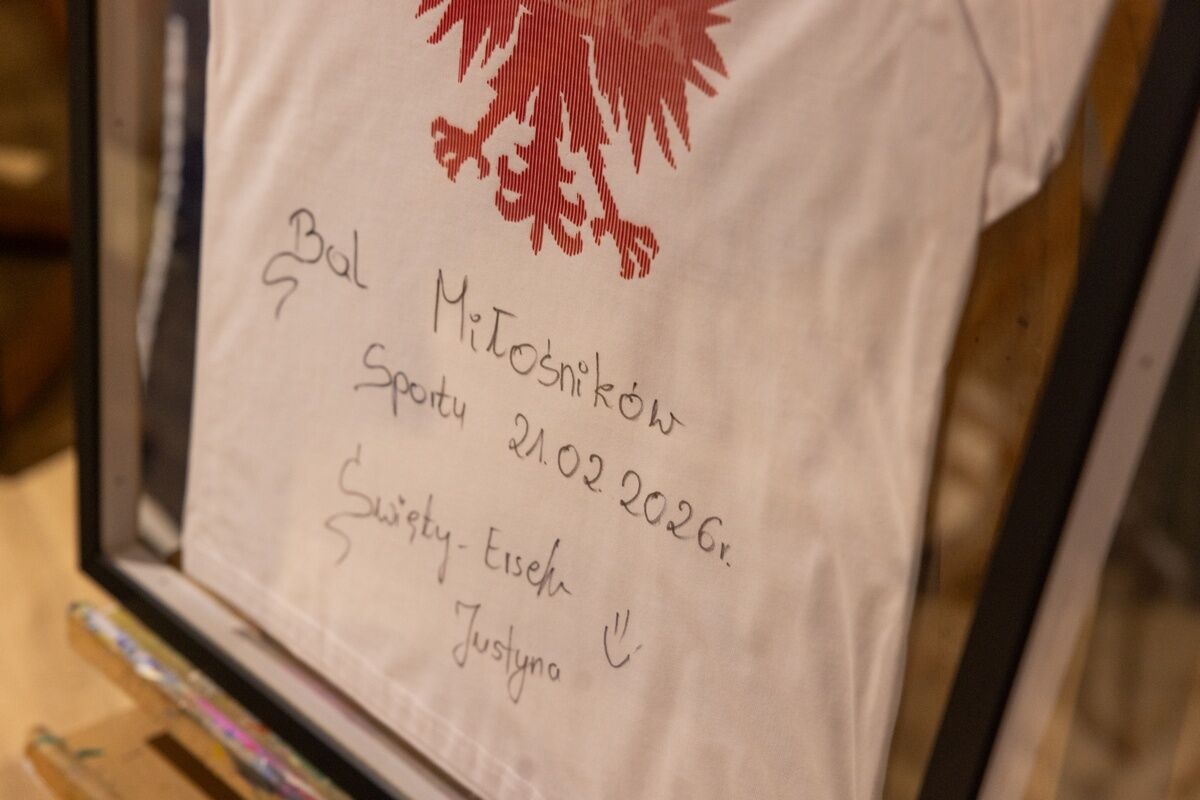 Bal Miłośników
Sportu 21.02.2026r.
Święty-Ersek
Justyna